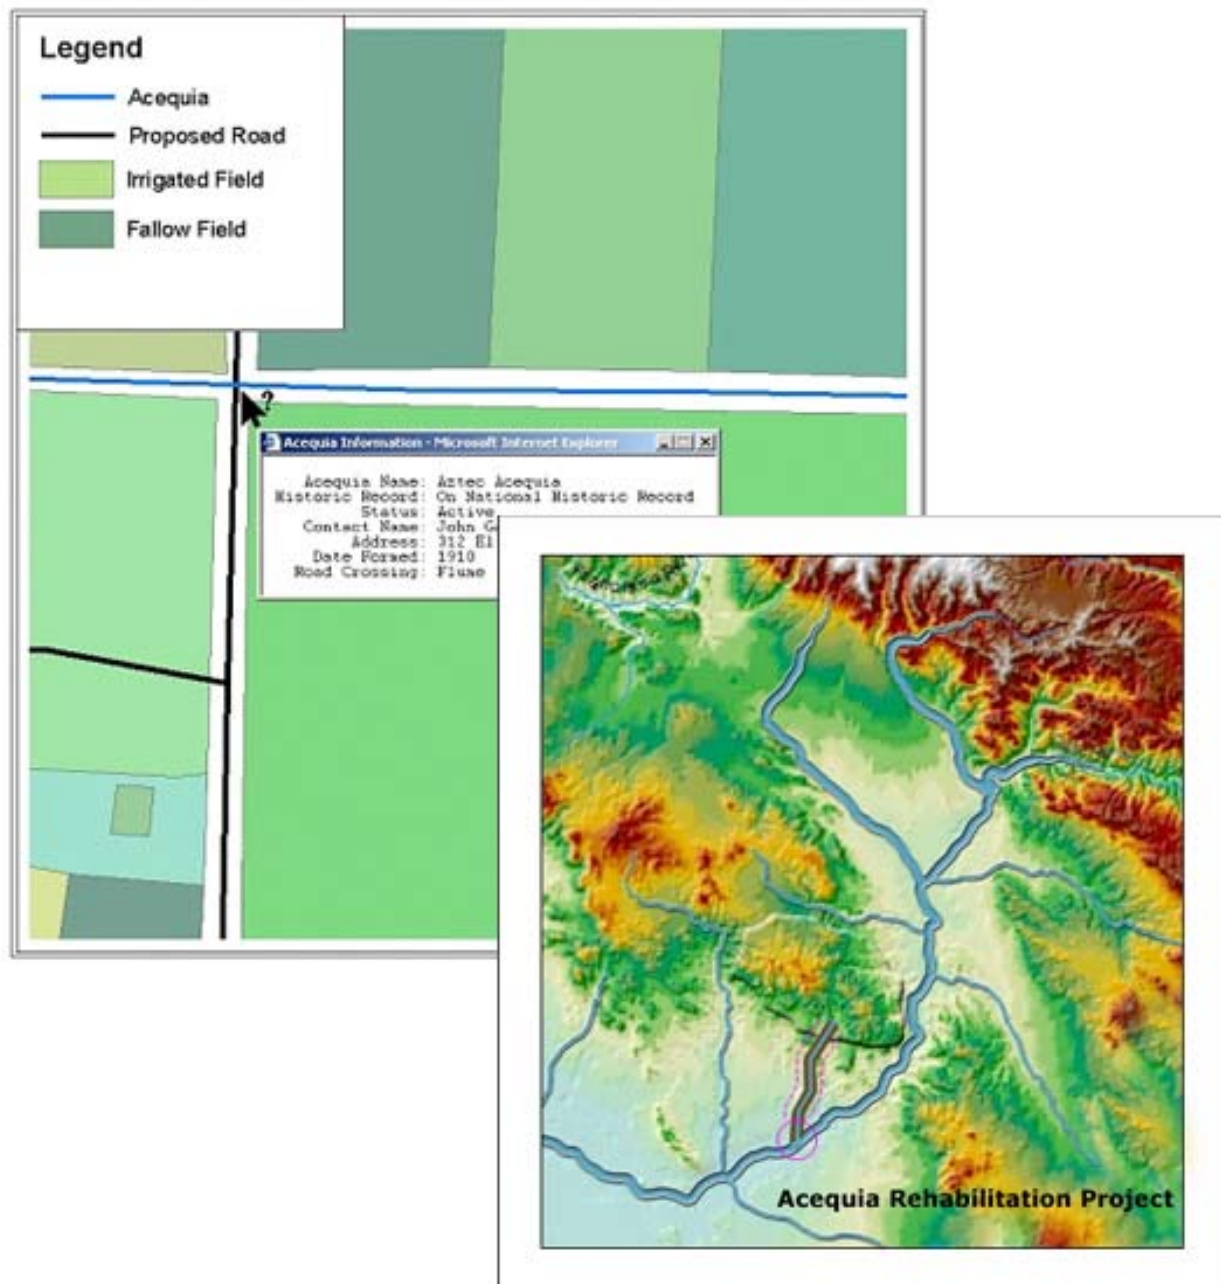 Legend
Acequia
Proposed Road
Irrigated Field
Fallow Field
?
Acequia Information - Microsoft Internet Explorer
Acequia Name: Aztec Acequia
Historic Record: On National Historic Record
Status: Active
Contact Name: John
Address: 312 El
Date Formed: 1910
Road Crossing: Flume
Acequia Rehabilitation Project